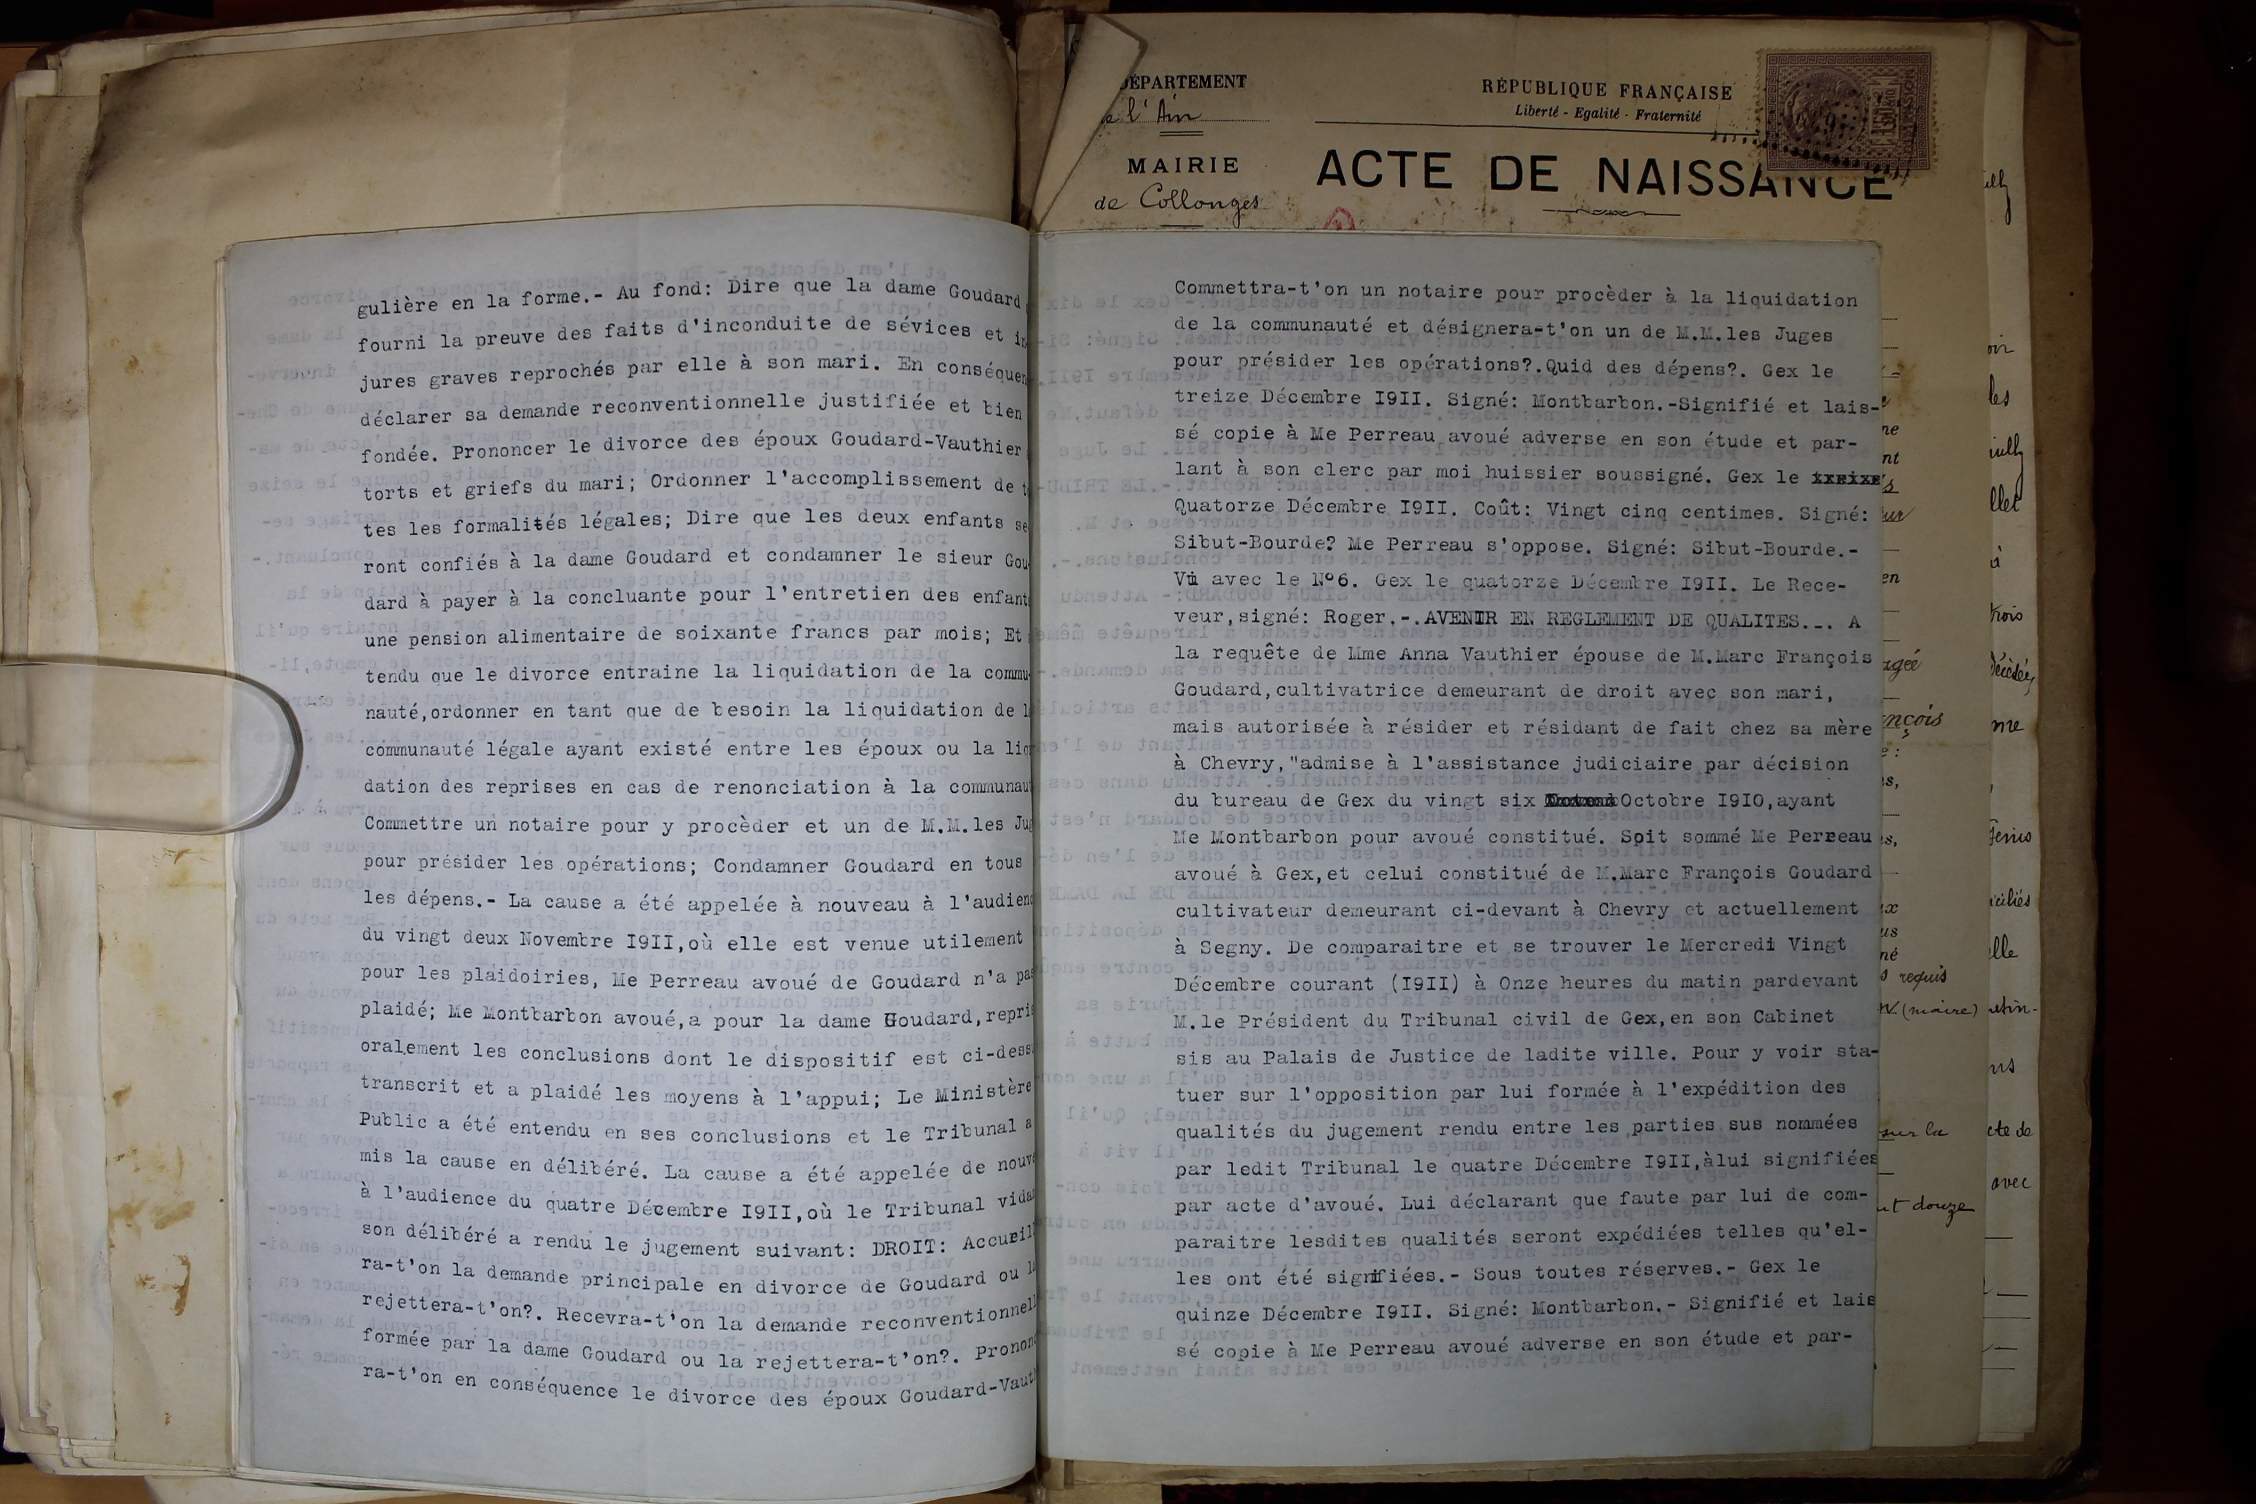 gulière en la forme.- Au fond: Dire que la dame Goudard
fourni la preuve des faits d'inconduite de sévices et in
jures graves reprochés par elle à son mari. En conséquen
déclarer sa demande reconventionnelle justifiée et bien
fondée. Prononcer le divorce des époux Goudard-Vauthier
torts et griefs du mari; Ordonner l'accomplissement de t
tes les formalités légales; Dire que les deux enfants se
ront confiés à la dame Goudard et condamner le sieur Gou
dard à payer à la concluante pour l'entretien des enfant
une pension alimentaire de soixante francs par mois; Et
tendu que le divorce entraine la liquidation de la commu
nauté,ordonner en tant que de besoin la liquidation de l
communauté légale ayant existé entre les époux ou la liq
dation des reprises en cas de renonciation à la communau
Commettre un notaire pour y procèder et un de M.M.les Ju
pour présider les opérations; Condamner Goudard en tous
les dépens.- La cause a été appelée à nouveau à l'audien
du vingt deux Novembre I9II,où elle est venue utilement
pour les plaidoiries, Me Perreau avoué de Goudard n'a pas
plaidé; Me Montbarbon avoué,a pour la dame Goudard,repris
oralement les conclusions dont le dispositif est ci-dess
transcrit et a plaidé les moyens à l'appui; Le Ministère
Public a été entendu en ses conclusions et le Tribunal a
mis la cause en délibéré. La cause a été appelée de nouv
à l'audience du quatre Décembre I9II,où le Tribunal vida
son délibéré a rendu le jugement suivant: DROIT: Accueil
ra-t'on la demande principale en divorce de Goudard ou l
rejettera-t'on?. Recevra-t'on la demande reconventionnell
formée par la dame Goudard ou la rejettera-t'on?. Pronon
ra-t'on en conséquence le divorce des époux Goudard-Vaut
DÉPARTEMENT
de l'Ain
MAIRIE
de Collonges
RÉPUBLIQUE FRANÇAISE
Liberté - Egalité - Fraternité
ACTE DE NAISSANCE
Commettra-t'on un notaire pour procèder à la liquidation
de la communauté et désignera-t'on un de M.M.les Juges
pour présider les opérations?.Quid des dépens?. Gex le
treize Décembre I9II. Signé: Montbarbon.-Signifié et lais-
sé copie à Me Perreau avoué adverse en son étude et par-
lant à son clerc par moi huissier soussigné. Gex le
Quatorze Décembre I9II. Coût: Vingt cinq centimes. Signé:
Sibut-Bourde? Me Perreau s'oppose. Signé: Sibut-Bourde.-
Vu avec le N°6. Gex le quatorze Décembre I9II. Le Rece-
veur,signé: Roger.-.AVENIR EN REGLEMENT DE QUALITES... A
la requête de Mme Anna Vauthier épouse de M.Marc François
Goudard,cultivatrice demeurant de droit avec son mari,
mais autorisée à résider et résidant de fait chez sa mère
à Chevry,"admise à l'assistance judiciaire par décision
du bureau de Gex du vingt six Octobre I9I0,ayant
Me Montbarbon pour avoué constitué. Soit sommé Me Perreau
avoué à Gex,et celui constitué de M.Marc François Goudard
cultivateur demeurant ci-devant à Chevry et actuellement
à Segny. De comparaitre et se trouver le Mercredi Vingt
Décembre courant (I9II) à Onze heures du matin pardevant
M.le Président du Tribunal civil de Gex,en son Cabinet
sis au Palais de Justice de ladite ville. Pour y voir sta-
tuer sur l'opposition par lui formée à l'expédition des
qualités du jugement rendu entre les parties sus nommées
par ledit Tribunal le quatre Décembre I9II,àlui signifiées
par acte d'avoué. Lui déclarant que faute par lui de com-
paraitre lesdites qualités seront expédiées telles qu'el-
les ont été signifiées.- Sous toutes réserves.- Gex le
quinze Décembre I9II. Signé: Montbarbon.- Signifié et lais
sé copie à Me Perreau avoué adverse en son étude et par-
requis
(maire)
sur la
douze
les
trois
Décédés
elle
acte de
avec